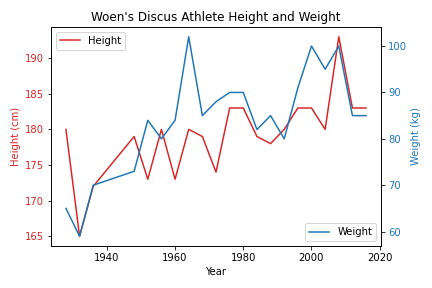 Woen's Discus Athlete Height and Weight
Height
Weight
Height (cm)
190
185
180
175
170
165
100
90
80
70
60
Weight (kg)
1940
1960
1980
2000
2020
Year